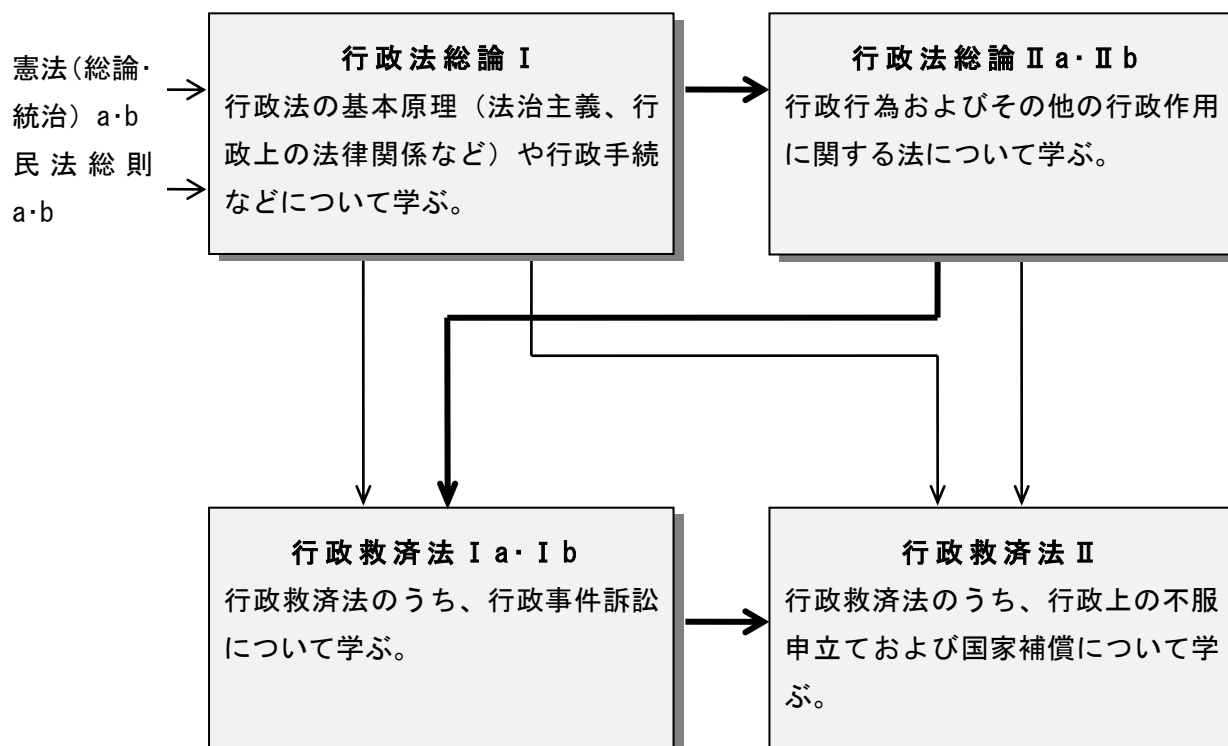 憲法(総論・
統治) a・b
民法総則
a・b
行政法総論Ⅰ
行政法の基本原理（法治主義、行
政上の法律関係など）や行政手続
などについて学ぶ。
行政法総論Ⅱa・Ⅱb
行政行為およびその他の行政作用
に関する法について学ぶ。
行政救済法Ⅰa・Ⅰb
行政救済法のうち、行政事件訴訟
について学ぶ。
行政救済法Ⅱ
行政救済法のうち、行政上の不服
申立ておよび国家補償について学
ぶ。